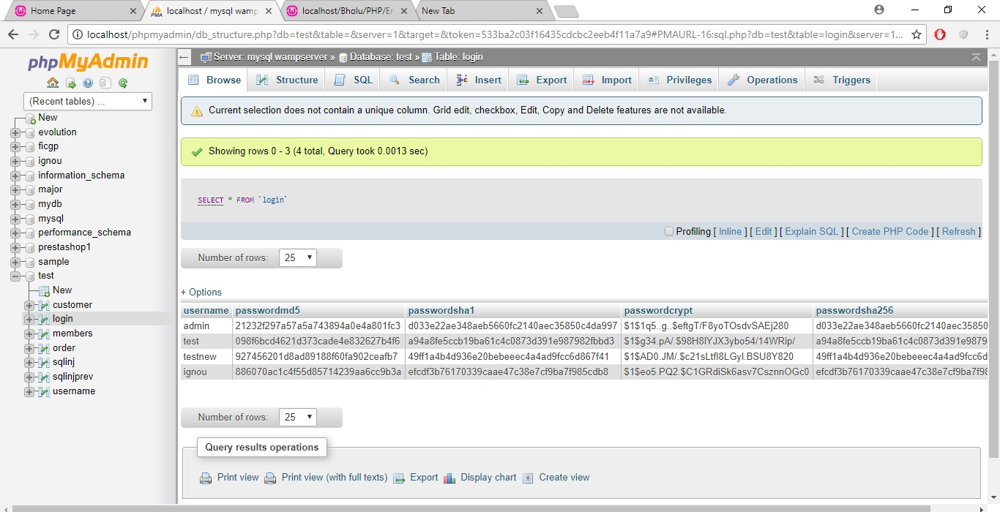 Home Page
localhost / mysql wamp
localhost/Bholu/PHP/En
New Tab
localhost/phpmyadmin/db_structure.php?db=test&table=&server=1&target=&token=533ba2c03f16435cdcbc2eeb4f11a7a9#PMAURL-16:sql.php?db=test&table=login&server=1...
phpMyAdmin
(Recent tables) ...
New
evolution
ficgp
ignou
information_schema
major
mydb
mysql
performance_schema
prestashop1
sample
test
New
customer
login
members
order
sqlinj
sqlinjprev
username
Server: mysql wampserver » Database: test » Table: login
Browse Structure SQL Search Insert Export Import Privileges Operations Triggers
Current selection does not contain a unique column. Grid edit, checkbox, Edit, Copy and Delete features are not available.
Showing rows 0 - 3 (4 total, Query took 0.0013 sec)
SELECT * FROM `login`
Profiling [ Inline ] [ Edit ] [ Explain SQL ] [ Create PHP Code ] [ Refresh ]
Number of rows: 25
+ Options
username passwordmd5 passwordsha1 passwordcrypt passwordsha256
admin 21232f297a57a5a743894a0e4a801fc3 d033e22ae348aeb5660fc2140aec35850c4da997 $1$1q5..g..$eftgT/F8yoTOsdvSAEj280 d033e22ae348aeb5660fc2140aec35850
test 098f6bcd4621d373cade4e832627b4f6 a94a8fe5ccb19ba61c4c0873d391e987982fbbd3 $1$g34.pA/.$98H8IYJX3ybo54/14WRip/ a94a8fe5ccb19ba61c4c0873d391e9879
testnew 927456201d8ad89188f60fa902ceafb7 49ff1a4b4d936e20bebeeec4a4ad9fcc6d867f41 $1$AD0.JM/.$c21sLtfl8LGyl.BSU8Y820 49ff1a4b4d936e20bebeeec4a4ad9fcc6d
ignou 886070ac1c4f55d85714239aa6cc9b3a efcdf3b76170339caae47c38e7cf9ba7f985cdb8 $1$eo5.PQ2.$C1GRdiSk6asv7CsznnOGc0 efcdf3b76170339caae47c38e7cf9ba7f98
Number of rows: 25
Query results operations
Print view Print view (with full texts) Export Display chart Create view